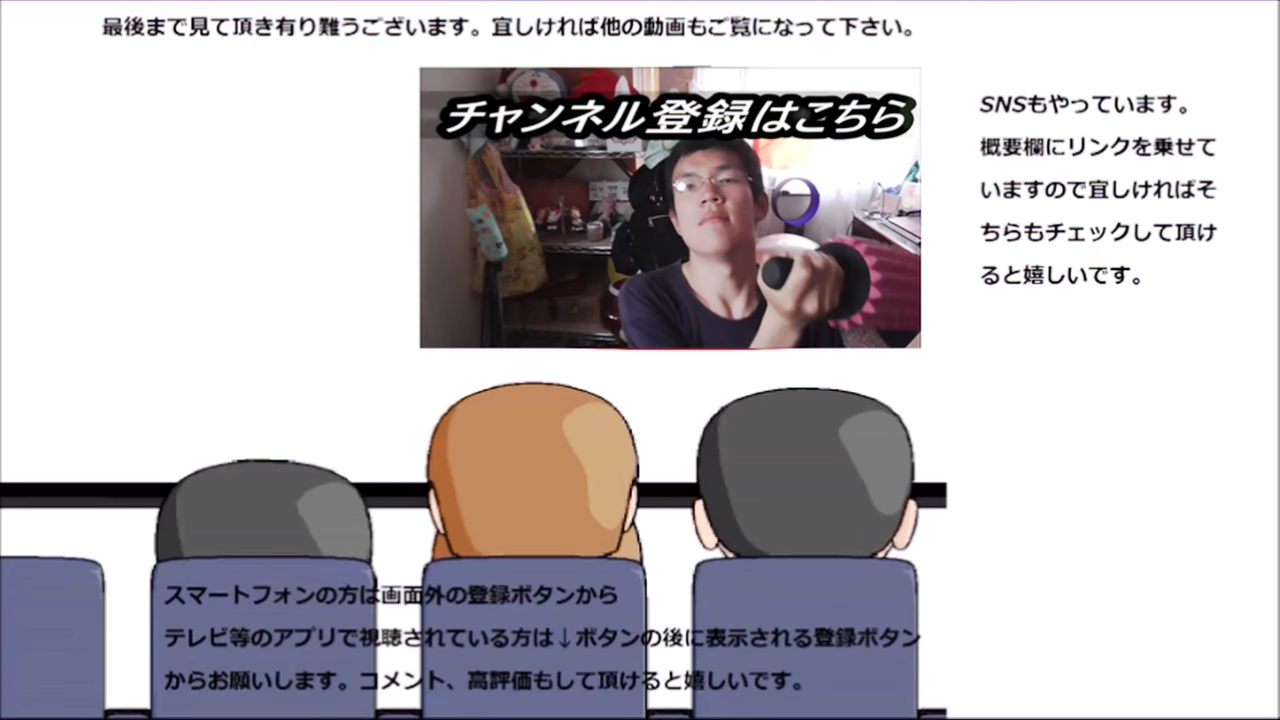 最後まで見て頂き有り難うございます。宜しければ他の動画もご覧になって下さい。
チャンネル登録はこちら
SNSもやっています。
概要欄にリンクを乗せて
いますので宜しければそ
ちらもチェックして頂け
ると嬉しいです。
スマートフォンの方は画面外の登録ボタンから
テレビ等のアプリで視聴されている方は↓ボタンの後に表示される登録ボタン
からお願いします。コメント、高評価もして頂けると嬉しいです。